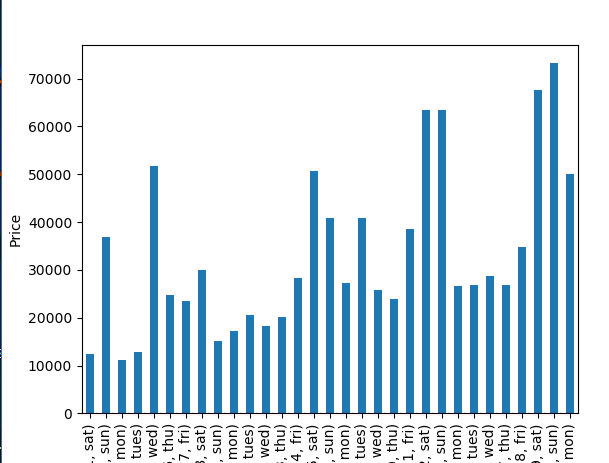 70000
60000
50000
40000
30000
20000
10000
0
Price
sat)
sun)
mon)
tues)
wed)
thu)
7, fri)
sat)
sun)
mon)
tues)
wed)
thu)
4, fri)
sat)
sun)
mon)
tues)
wed)
thu)
1, fri)
sat)
sun)
mon)
tues)
wed)
thu)
8, fri)
sat)
sun)
mon)